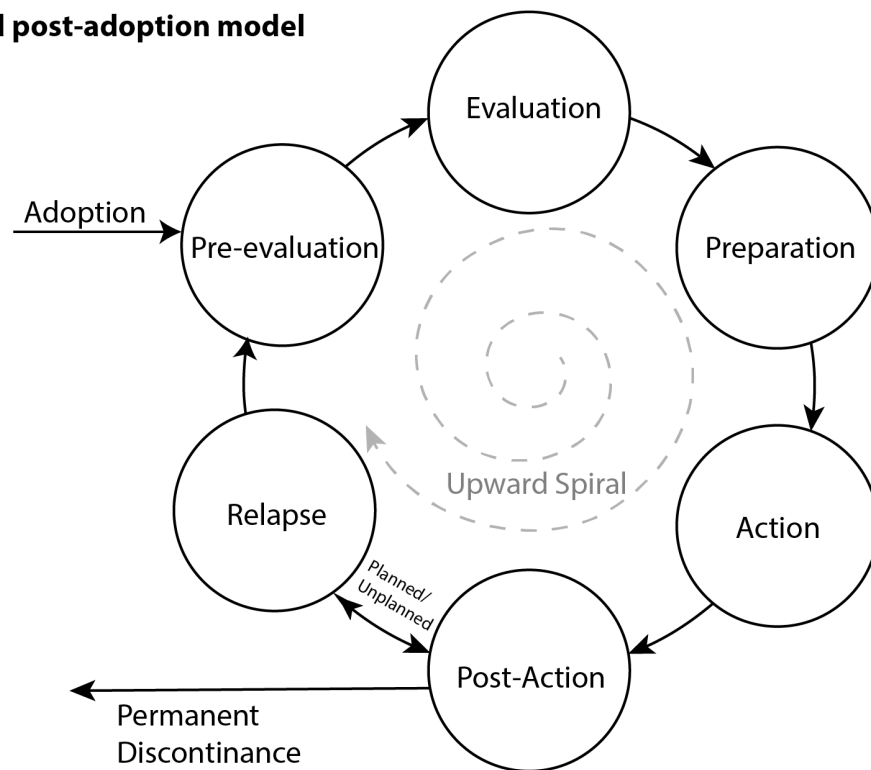 post-adoption model
Evaluation
Adoption
Pre-evaluation
Preparation
Upward Spiral
Relapse
Action
Planned/
Unplanned
Post-Action
Permanent
Discontinance